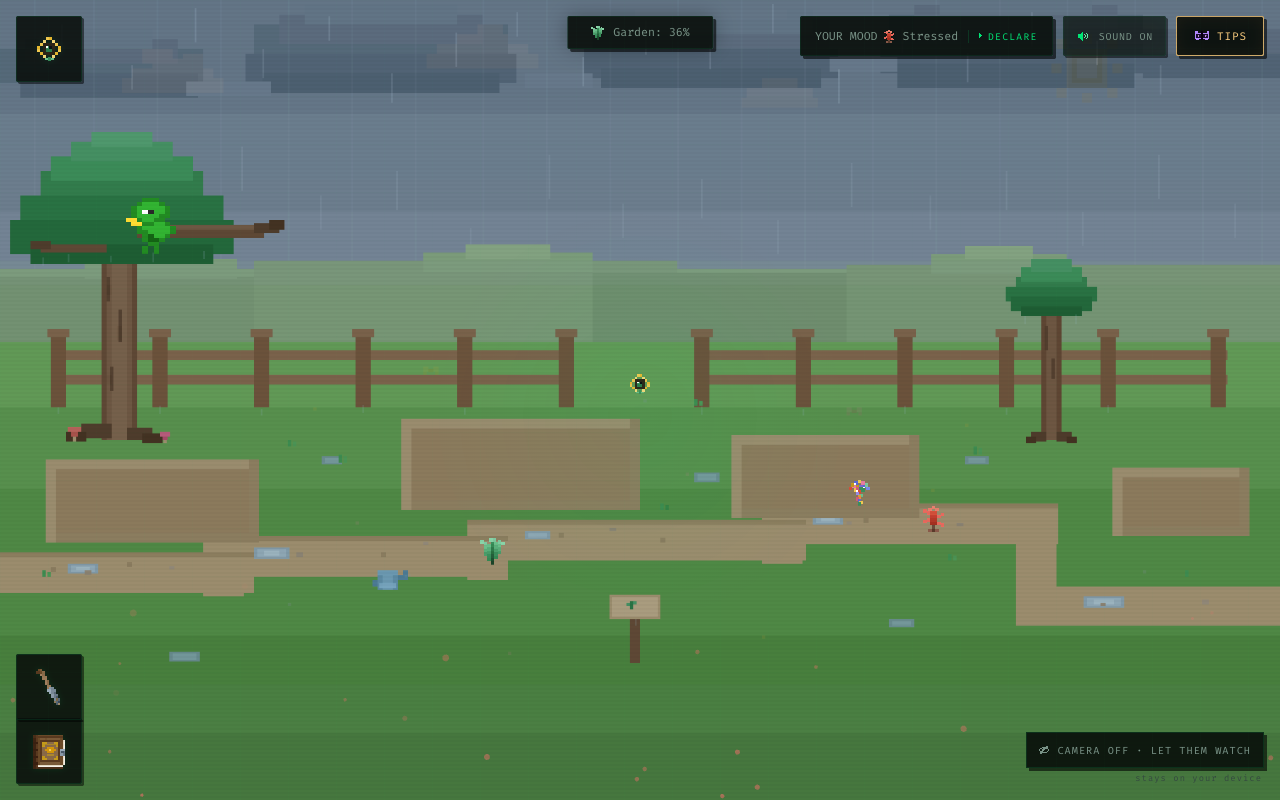 Garden: 36%
YOUR MOOD Stressed DECLARE
SOUND ON
TIPS
CAMERA OFF · LET THEM WATCH
stays on your device